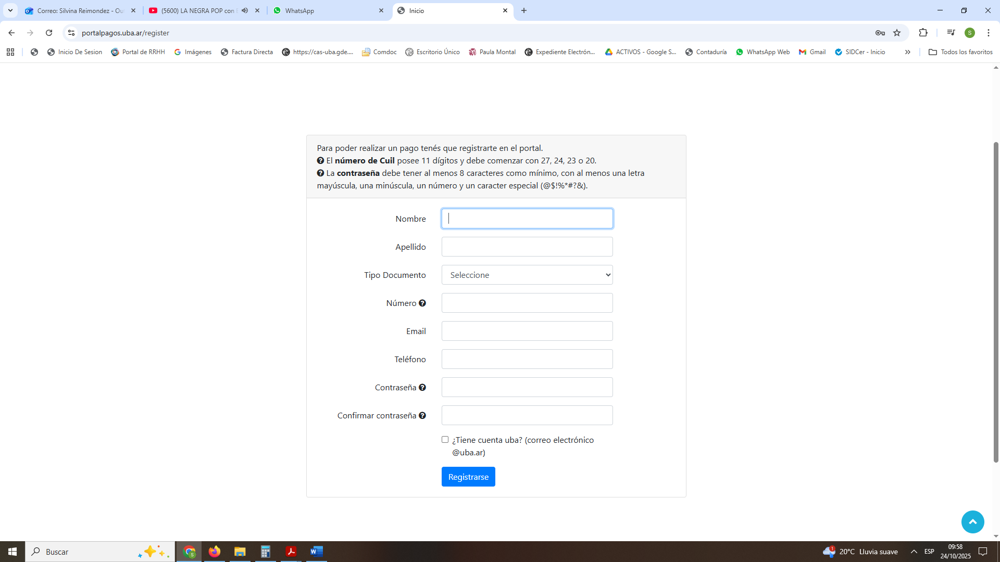 Correo: Silvina Reimondez - Ou
(5600) LA NEGRA POP con
WhatsApp
Inicio
portalpagos.uba.ar/register
S
Inicio De Sesion
Portal de RRHH
Imágenes
Factura Directa
https://cas-uba.gde....
Comdoc
Escritorio Único
Paula Montal
Expediente Electrón...
ACTIVOS - Google S...
Contaduría
WhatsApp Web
Gmail
SIDCer - Inicio
Todos los favoritos
Para poder realizar un pago tenés que registrarte en el portal.
El número de Cuil posee 11 dígitos y debe comenzar con 27, 24, 23 o 20.
La contraseña debe tener al menos 8 caracteres como mínimo, con al menos una letra
mayúscula, una minúscula, un número y un caracter especial (@$!%*#?&).
Nombre
Apellido
Tipo Documento
Seleccione
Número
Email
Teléfono
Contraseña
Confirmar contraseña
¿Tiene cuenta uba? (correo electrónico
@uba.ar)
Registrarse
Buscar
1
20°C Lluvia suave
ESP
09:58
24/10/2025